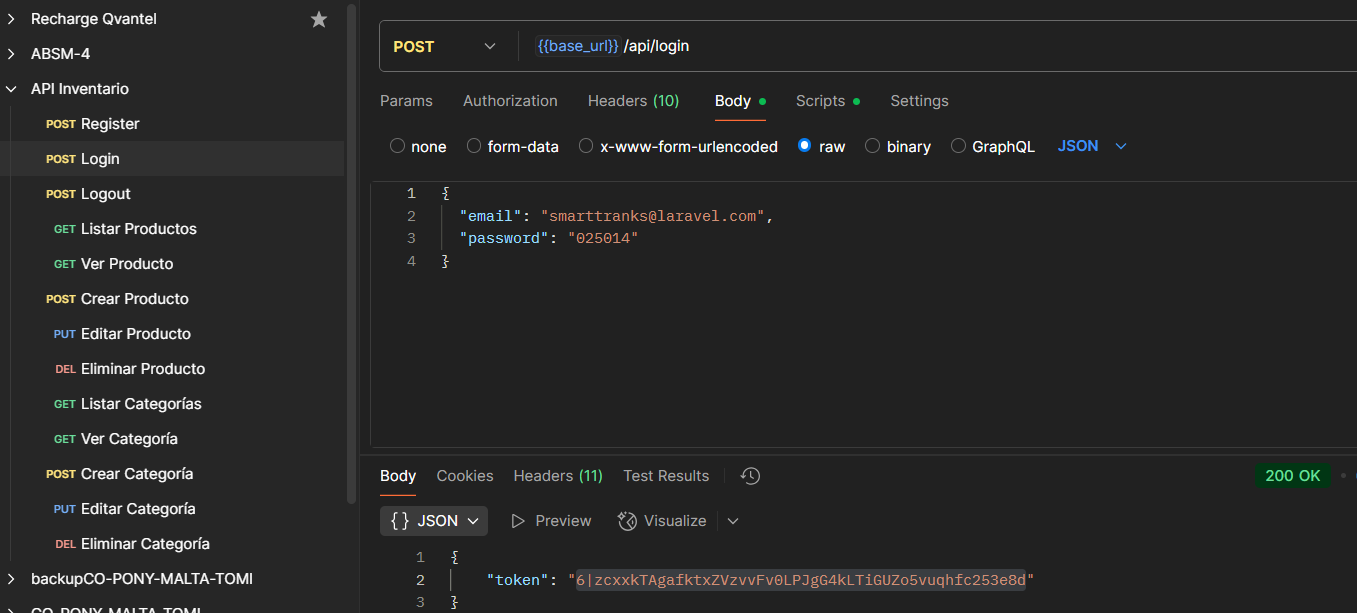 Recharge Qvantel
ABSM-4
API Inventario
POST Register
POST Login
POST Logout
GET Listar Productos
GET Ver Producto
POST Crear Producto
PUT Editar Producto
DEL Eliminar Producto
GET Listar Categorías
GET Ver Categoría
POST Crear Categoría
PUT Editar Categoría
DEL Eliminar Categoría
backupCO-PONY-MALTA-TOMI
CO-PONY-MALTA-TOMI
POST {{base_url}} /api/login
Params Authorization Headers (10) Body Scripts Settings
none form-data x-www-form-urlencoded raw binary GraphQL JSON
1 {
2 "email": "smarttranks@laravel.com",
3 "password": "025014"
4 }
Body Cookies Headers (11) Test Results 200 OK
{} JSON Preview Visualize
1 {
2 "token": "6|zcxxkTAgafktxZVzvvFv0LPJgG4kLTiGUZo5vuqhfc253e8d"
3 }